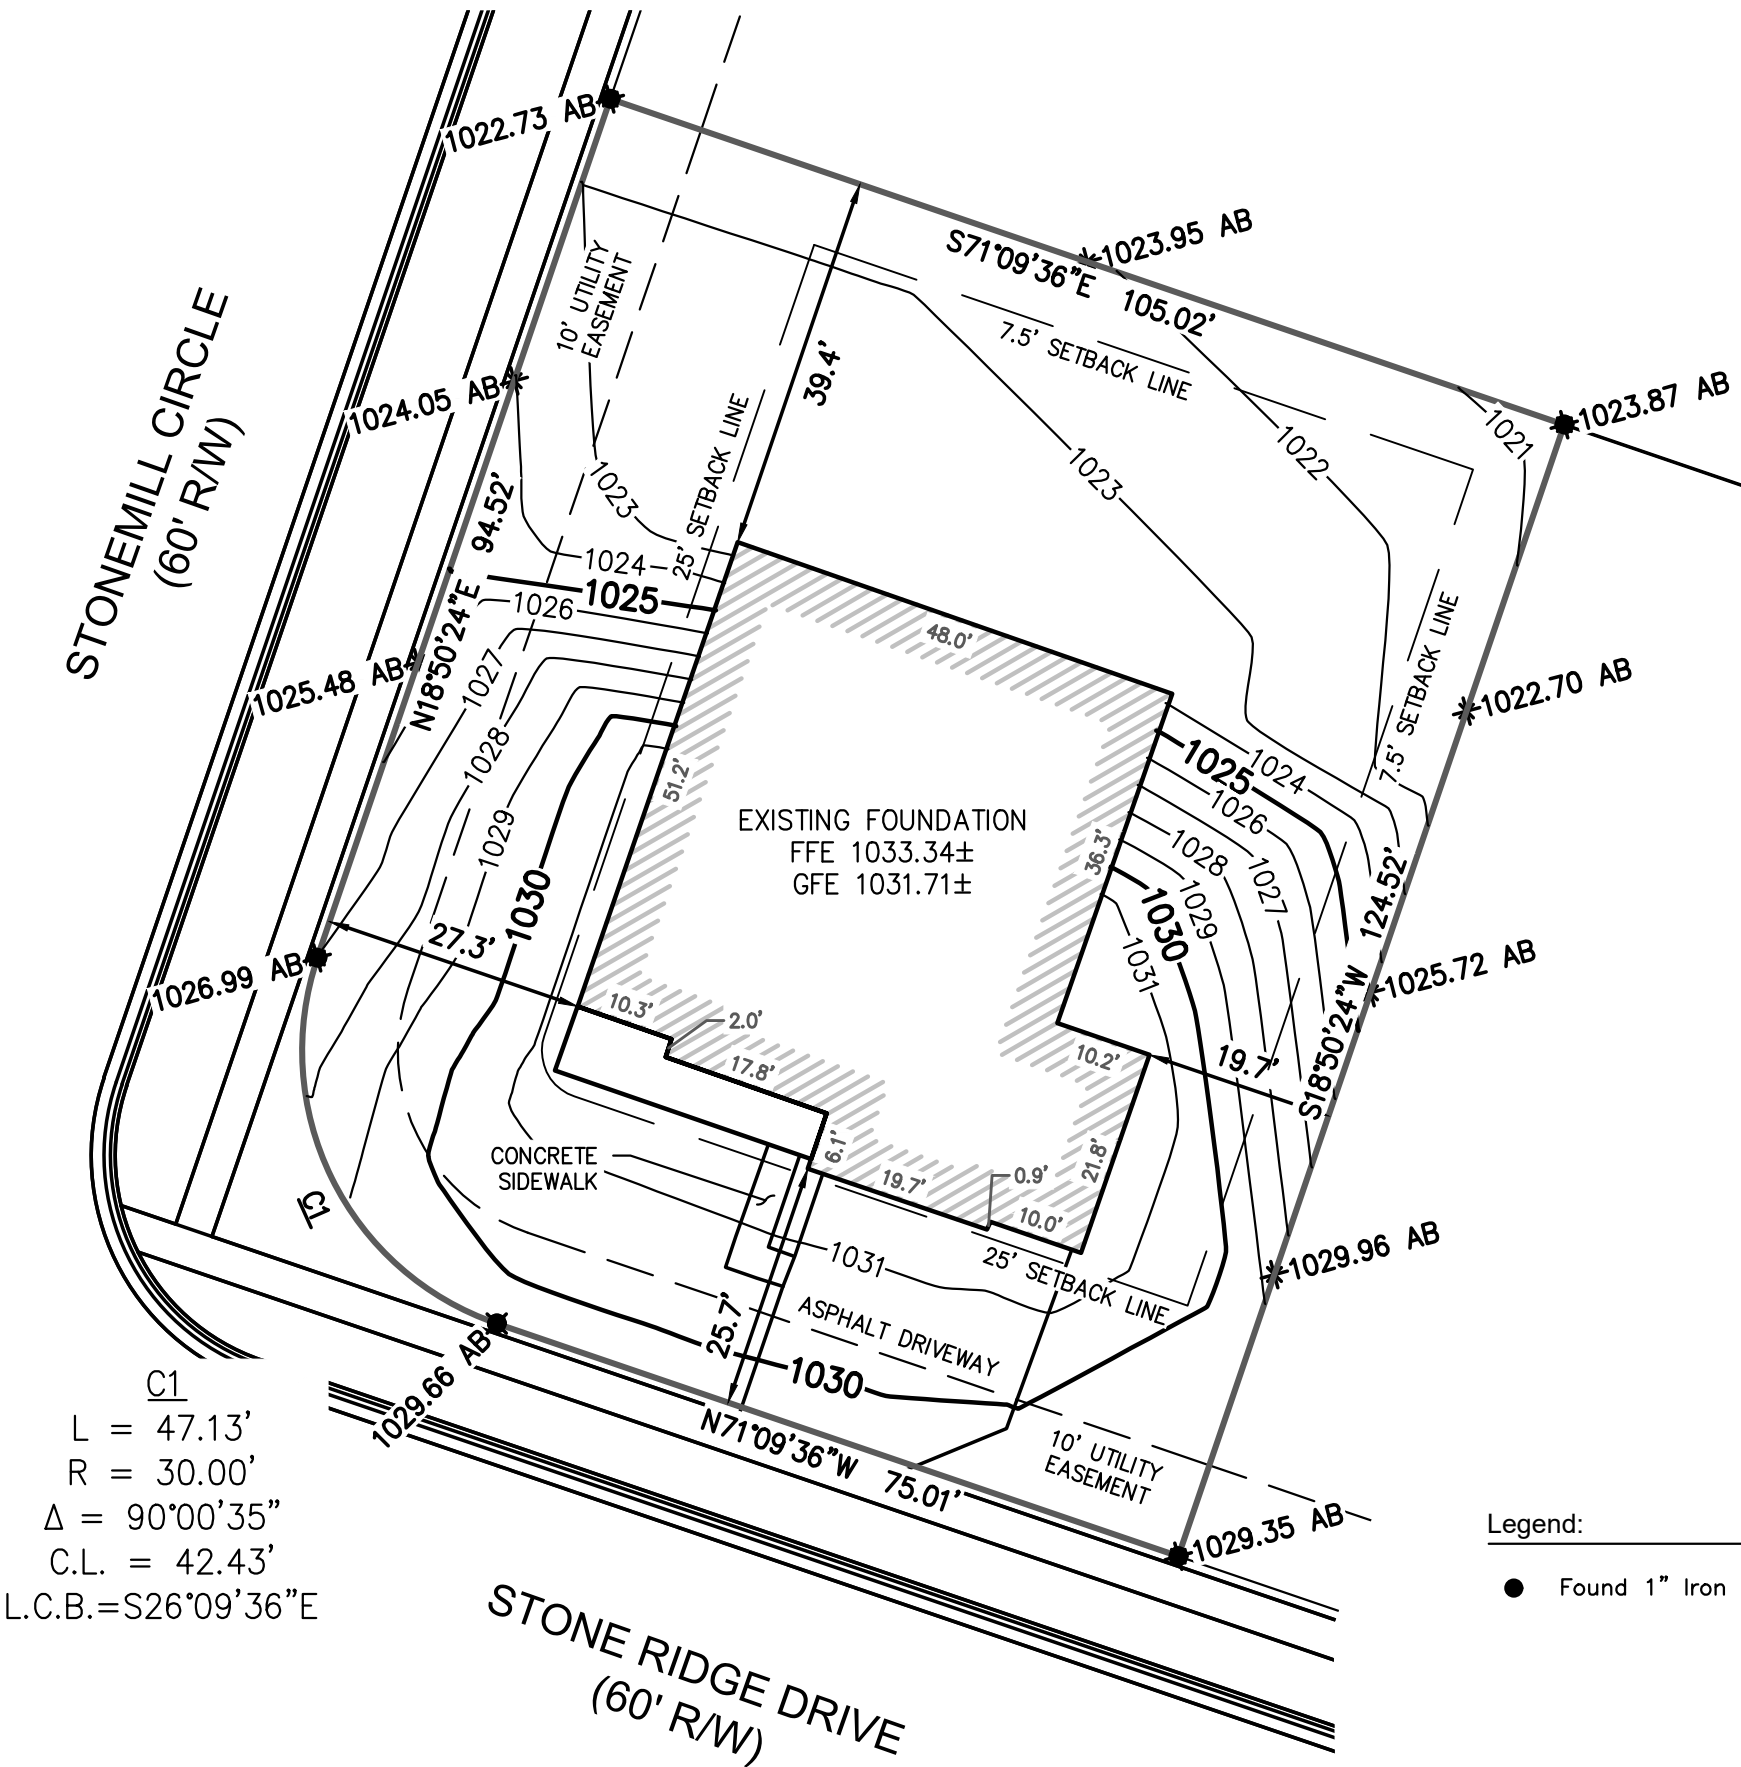 1022.73 AB
1023.95 AB
S71°09'36"E 105.02'
10' UTILITY
EASEMENT
7.5' SETBACK LINE
39.4'
1023.87 AB
1021
1022
1023
1024.05 AB
STONEMILL CIRCLE
(60' R/W)
94.52'
N18°50'24"E
25' SETBACK LINE
1023
1024
1025
1026
1027
1028
1029
1030
1025.48 AB
48.0'
51.2'
36.3'
EXISTING FOUNDATION
FFE 1033.34±
GFE 1031.71±
7.5' SETBACK LINE
1022.70 AB
1024
1025
1026
1027
1028
1029
1030
1031
124.52'
S18°50'24"W
1025.72 AB
27.3'
1026.99 AB
10.3'
2.0'
17.8'
10.2'
19.7'
6.1'
19.7'
0.9'
10.0'
21.8'
CONCRETE
SIDEWALK
C1
1031
25' SETBACK LINE
1029.96 AB
25.7'
ASPHALT DRIVEWAY
1030
1029.66 AB
N71°09'36"W 75.01'
10' UTILITY
EASEMENT
1029.35 AB
C1
L = 47.13'
R = 30.00'
Δ = 90°00'35"
C.L. = 42.43'
L.C.B.=S26°09'36"E
STONE RIDGE DRIVE
(60' R/W)
Legend:
Found 1" Iron